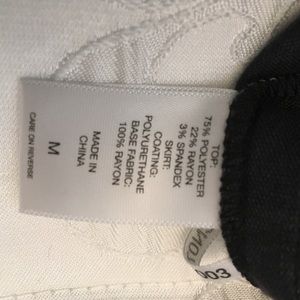 TOP:
75% POLYESTER
22% RAYON
3% SPANDEX
SKIRT:
COATING:
POLYURETHANE
BASE FABRIC:
100% RAYON
MADE IN
CHINA
M
CARE ON REVERSE
003